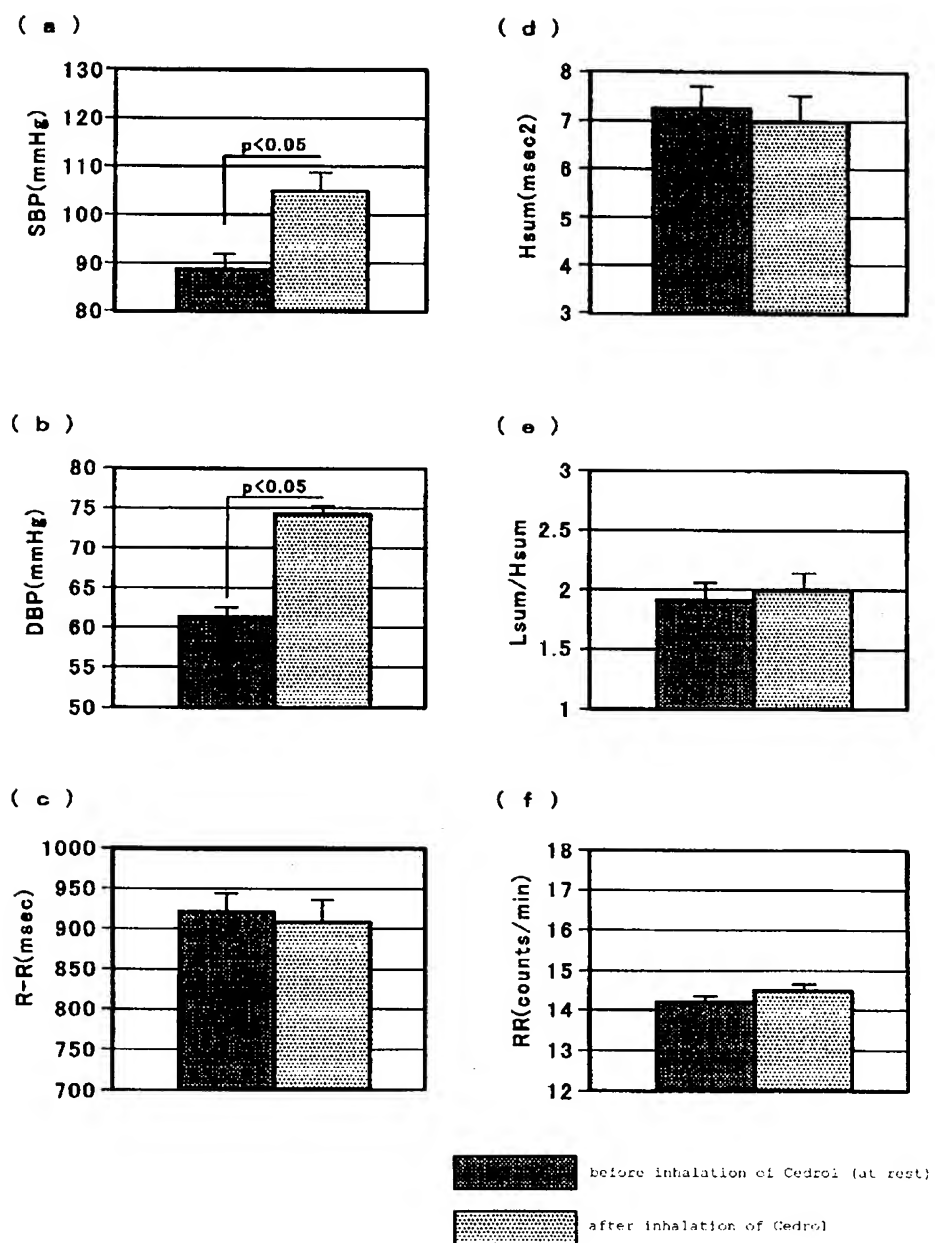 ( a )
SBP(mmHg)
130
120
110
100
90
80
p<0.05
( b )
DBP(mmHg)
80
75
70
65
60
55
50
p<0.05
( c )
R-R(msec)
1000
950
900
850
800
750
700
( d )
Hsum(msec2)
8
7
6
5
4
3
( e )
Lsum/Hsum
3
2.5
2
1.5
1
( f )
RR(counts/min)
18
17
16
15
14
13
12
before inhalation of Cedrol (at rest)
after inhalation of Cedrol